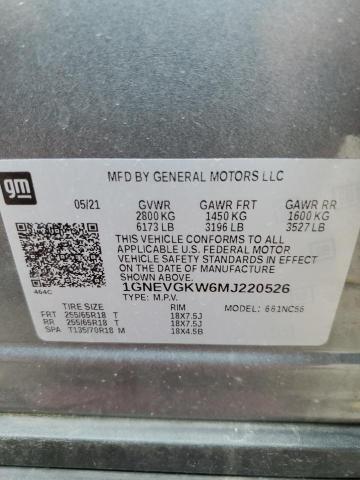 gm
MFD BY GENERAL MOTORS LLC
05/21 GVWR GAWR FRT GAWR RR
2800 KG 1450 KG 1600 KG
6173 LB 3196 LB 3527 LB
THIS VEHICLE CONFORMS TO ALL
APPLICABLE U.S. FEDERAL MOTOR
VEHICLE SAFETY STANDARDS IN EFFECT
ON THE DATE OF MANUFACTURE
SHOWN ABOVE.
464C
1GNEVGKW6MJ220526
TYPE: M.P.V.
TIRE SIZE RIM MODEL: 661NC56
FRT 255/65R18 T 18X7.5J
RR 255/65R18 T 18X7.5J
SPA T135/70R18 M 18X4.5B